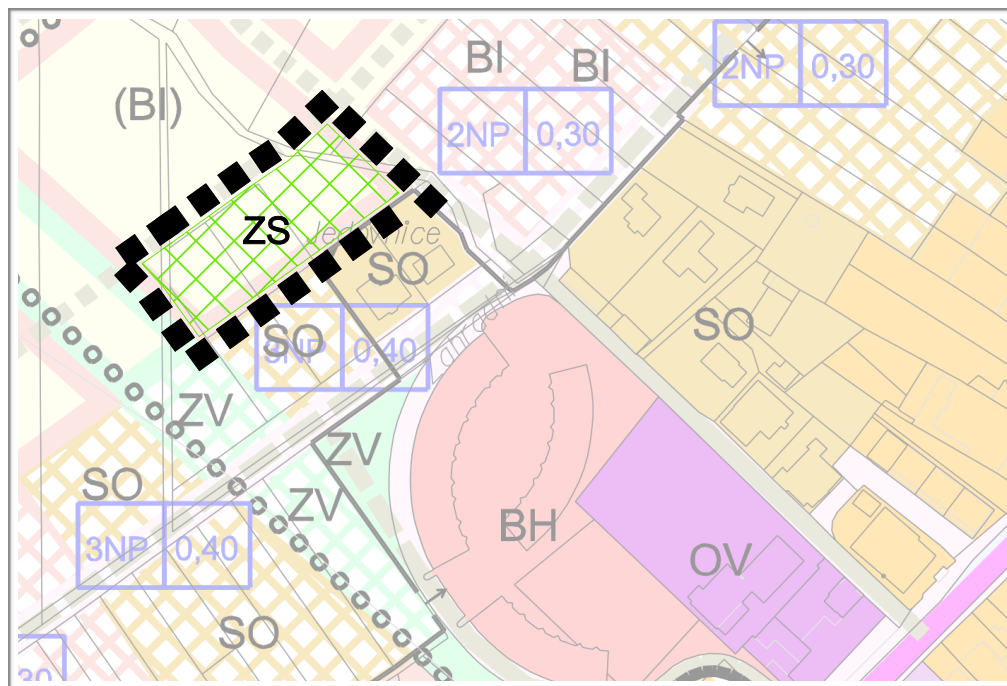 BI
BI
2NP 0,30
(BI)
2NP 0,30
ZS
SO
SO
3NP 0,40
SO
ZV
ZV
SO
ZV
3NP 0,40
BH
OV
SO